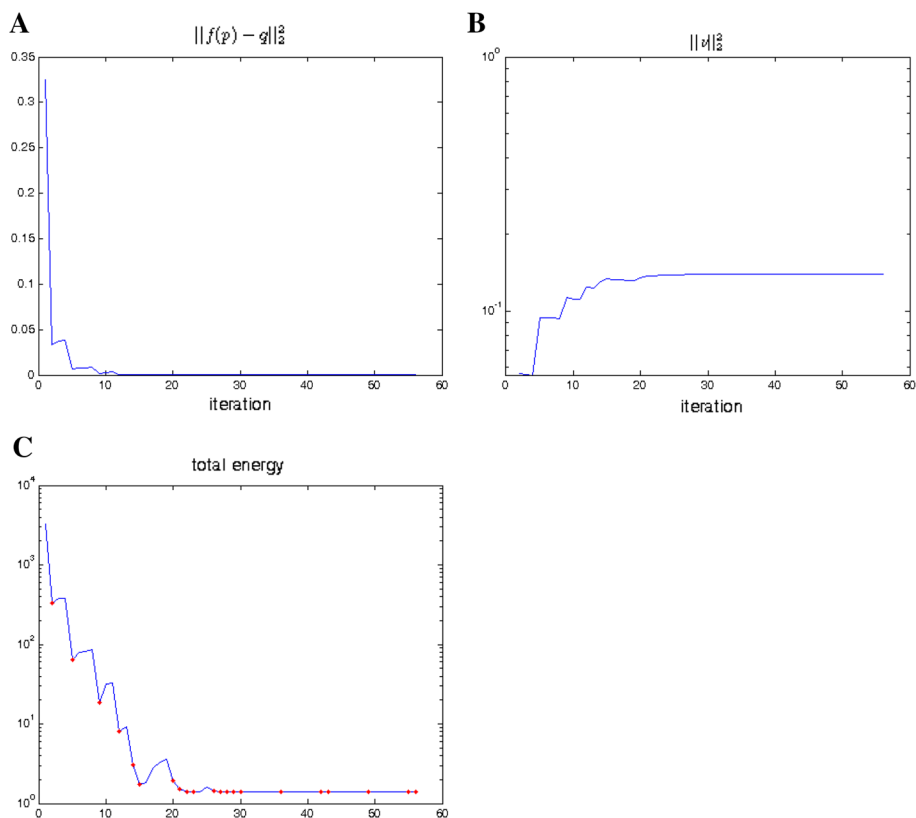 A
||f(p) − q||₂²
0.35
0.3
0.25
0.2
0.15
0.1
0.05
0
0 10 20 30 40 50 60
iteration
B
||v||₂²
10⁰
10⁻¹
0 10 20 30 40 50 60
iteration
C
total energy
10⁴
10³
10²
10¹
10⁰
0 10 20 30 40 50 60